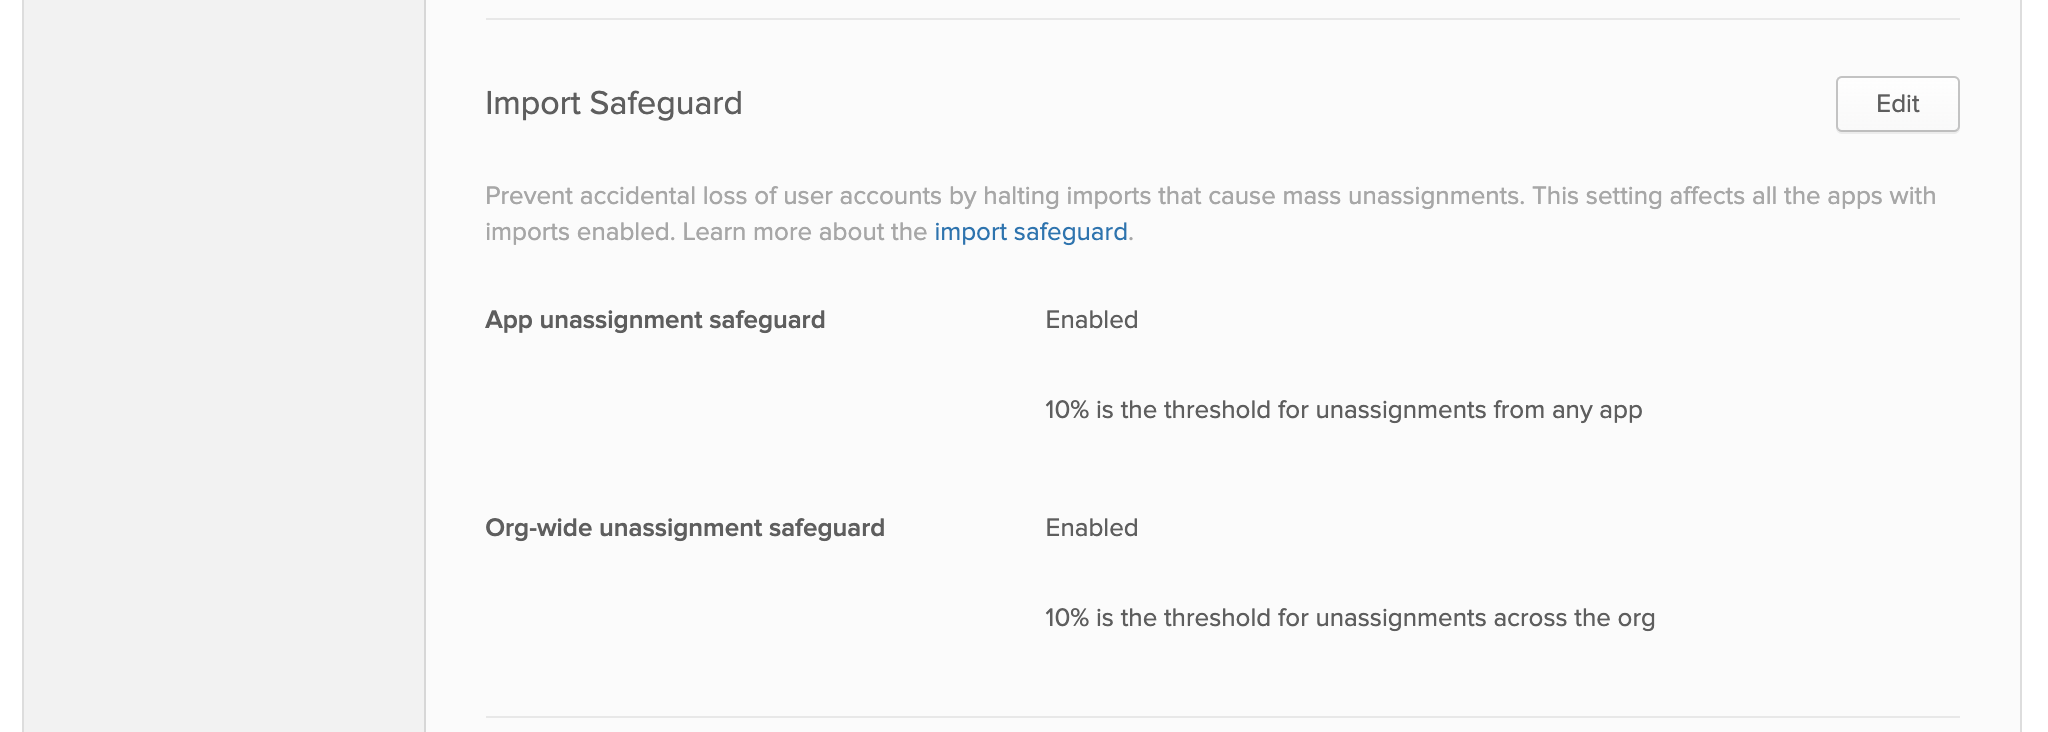 Import Safeguard
Edit
Prevent accidental loss of user accounts by halting imports that cause mass unassignments. This setting affects all the apps with
imports enabled. Learn more about the import safeguard.
App unassignment safeguard
Enabled
10% is the threshold for unassignments from any app
Org-wide unassignment safeguard
Enabled
10% is the threshold for unassignments across the org